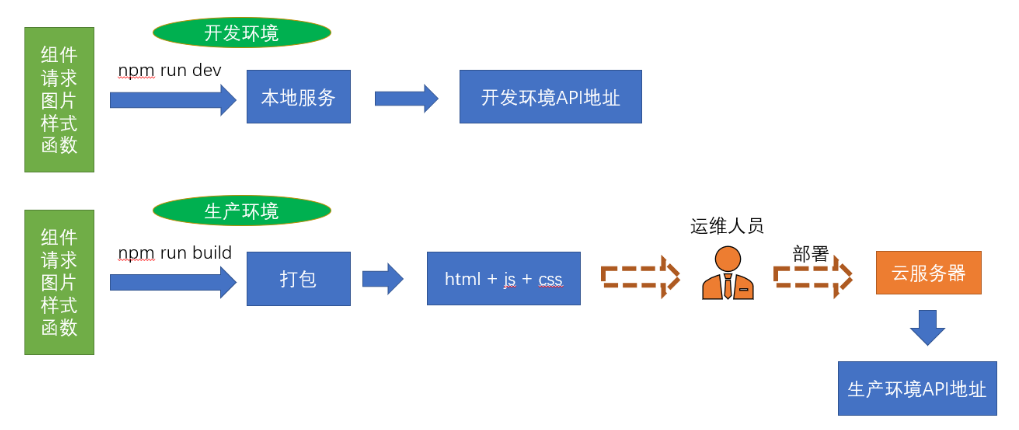 开发环境
组件
请求
图片
样式
函数
npm run dev
本地服务
开发环境API地址
生产环境
组件
请求
图片
样式
函数
npm run build
打包
html + js + css
运维人员
部署
云服务器
生产环境API地址